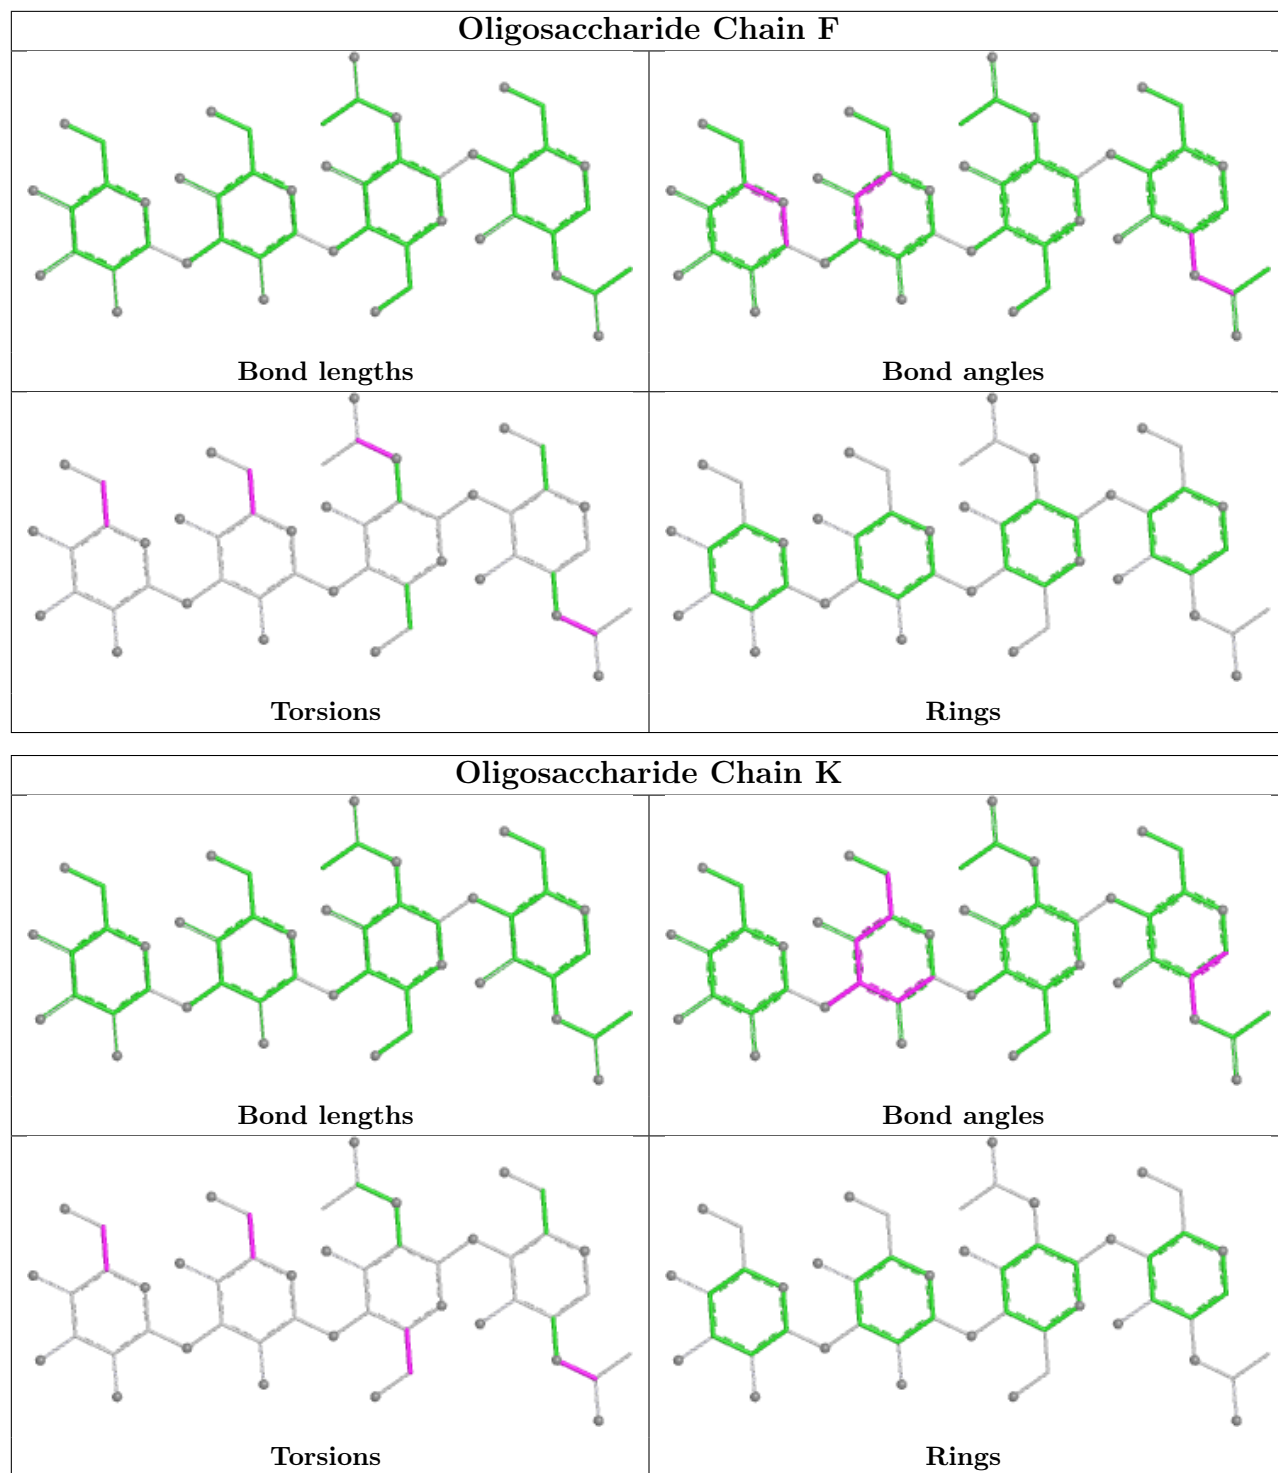 Oligosaccharide Chain F
Bond lengths
Bond angles
Torsions
Rings
Oligosaccharide Chain K
Bond lengths
Bond angles
Torsions
Rings